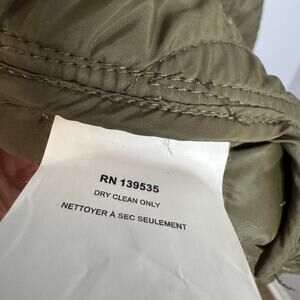 RN 139535
DRY CLEAN ONLY
NETTOYER À SEC SEULEMENT